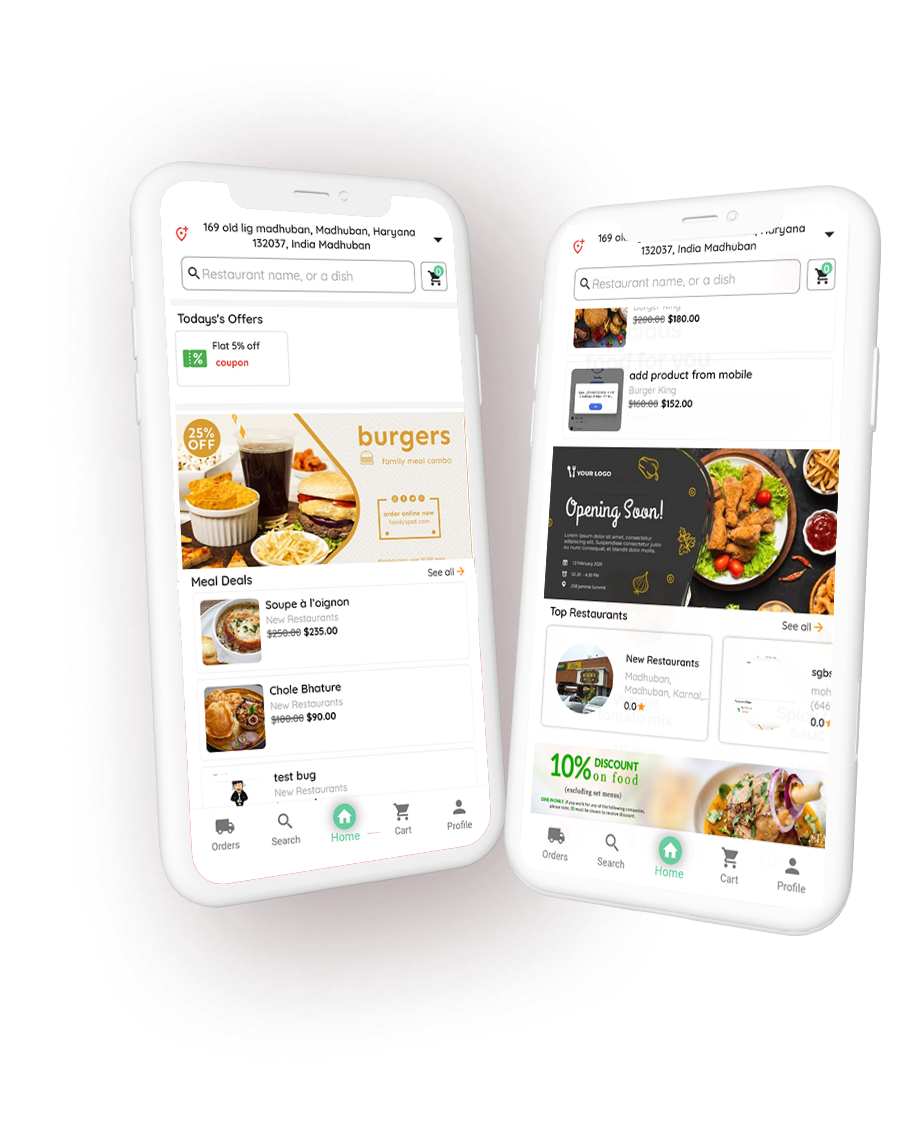 169 old lig madhuban, Madhuban, Haryana
132037, India Madhuban
Restaurant name, or a dish
0
Todays's Offers
Flat 5% off
coupon
25%
OFF
burgers
family meal combo
order online now
Meal Deals
See all
Soupe à l'oignon
New Restaurants
$250.00 $235.00
Chole Bhature
New Restaurants
$100.00 $90.00
test bug
New Restaurants
Orders
Search
Home
Cart
Profile
169
132037, India Madhuban
Restaurant name, or a dish
0
Burger King
$200.00 $180.00
food for you
add product from mobile
Burger King
$160.00 $152.00
YOUR LOGO
Opening Soon!
Lorem ipsum dolor sit amet, consectetur
adipiscing elit. Suspendisse consectetur justo
eu nunc consequat, et blandit dolor mollis.
12 February 2020
Top Restaurants
See all
New Restaurants
Madhuban,
Madhuban, Karnal,..
0.0
sgbs
moh
(646
0.0
tomato mix
10% DISCOUNT
on food
(excluding set menus)
Orders
Search
Home
Cart
Profile